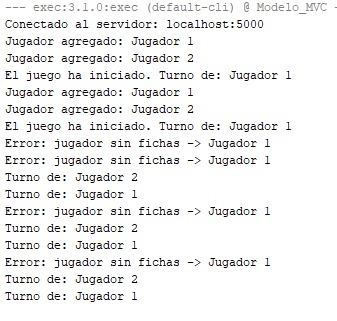 --- exec:3.1.0:exec (default-cli) @ Modelo_MVC -
Conectado al servidor: localhost:5000
Jugador agregado: Jugador 1
Jugador agregado: Jugador 2
El juego ha iniciado. Turno de: Jugador 1
Jugador agregado: Jugador 1
Jugador agregado: Jugador 2
El juego ha iniciado. Turno de: Jugador 1
Error: jugador sin fichas -> Jugador 1
Error: jugador sin fichas -> Jugador 1
Turno de: Jugador 2
Turno de: Jugador 1
Error: jugador sin fichas -> Jugador 1
Turno de: Jugador 2
Turno de: Jugador 1
Error: jugador sin fichas -> Jugador 1
Turno de: Jugador 2
Turno de: Jugador 1